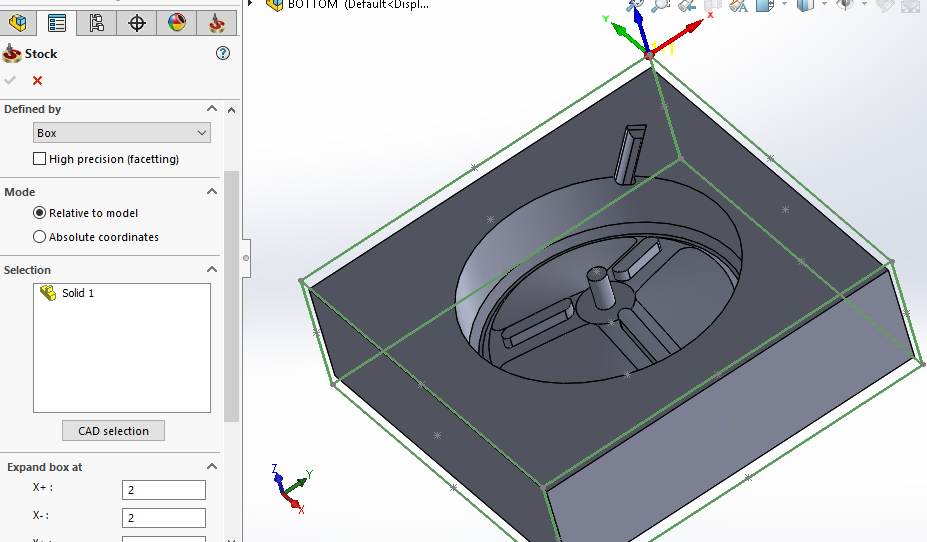 BOTTOM (Default<Displ...
Stock
?
Defined by
Box
High precision (facetting)
Mode
Relative to model
Absolute coordinates
Selection
Solid 1
CAD selection
Expand box at
X+ :
2
X- :
2
Y
X
Z
Y
X